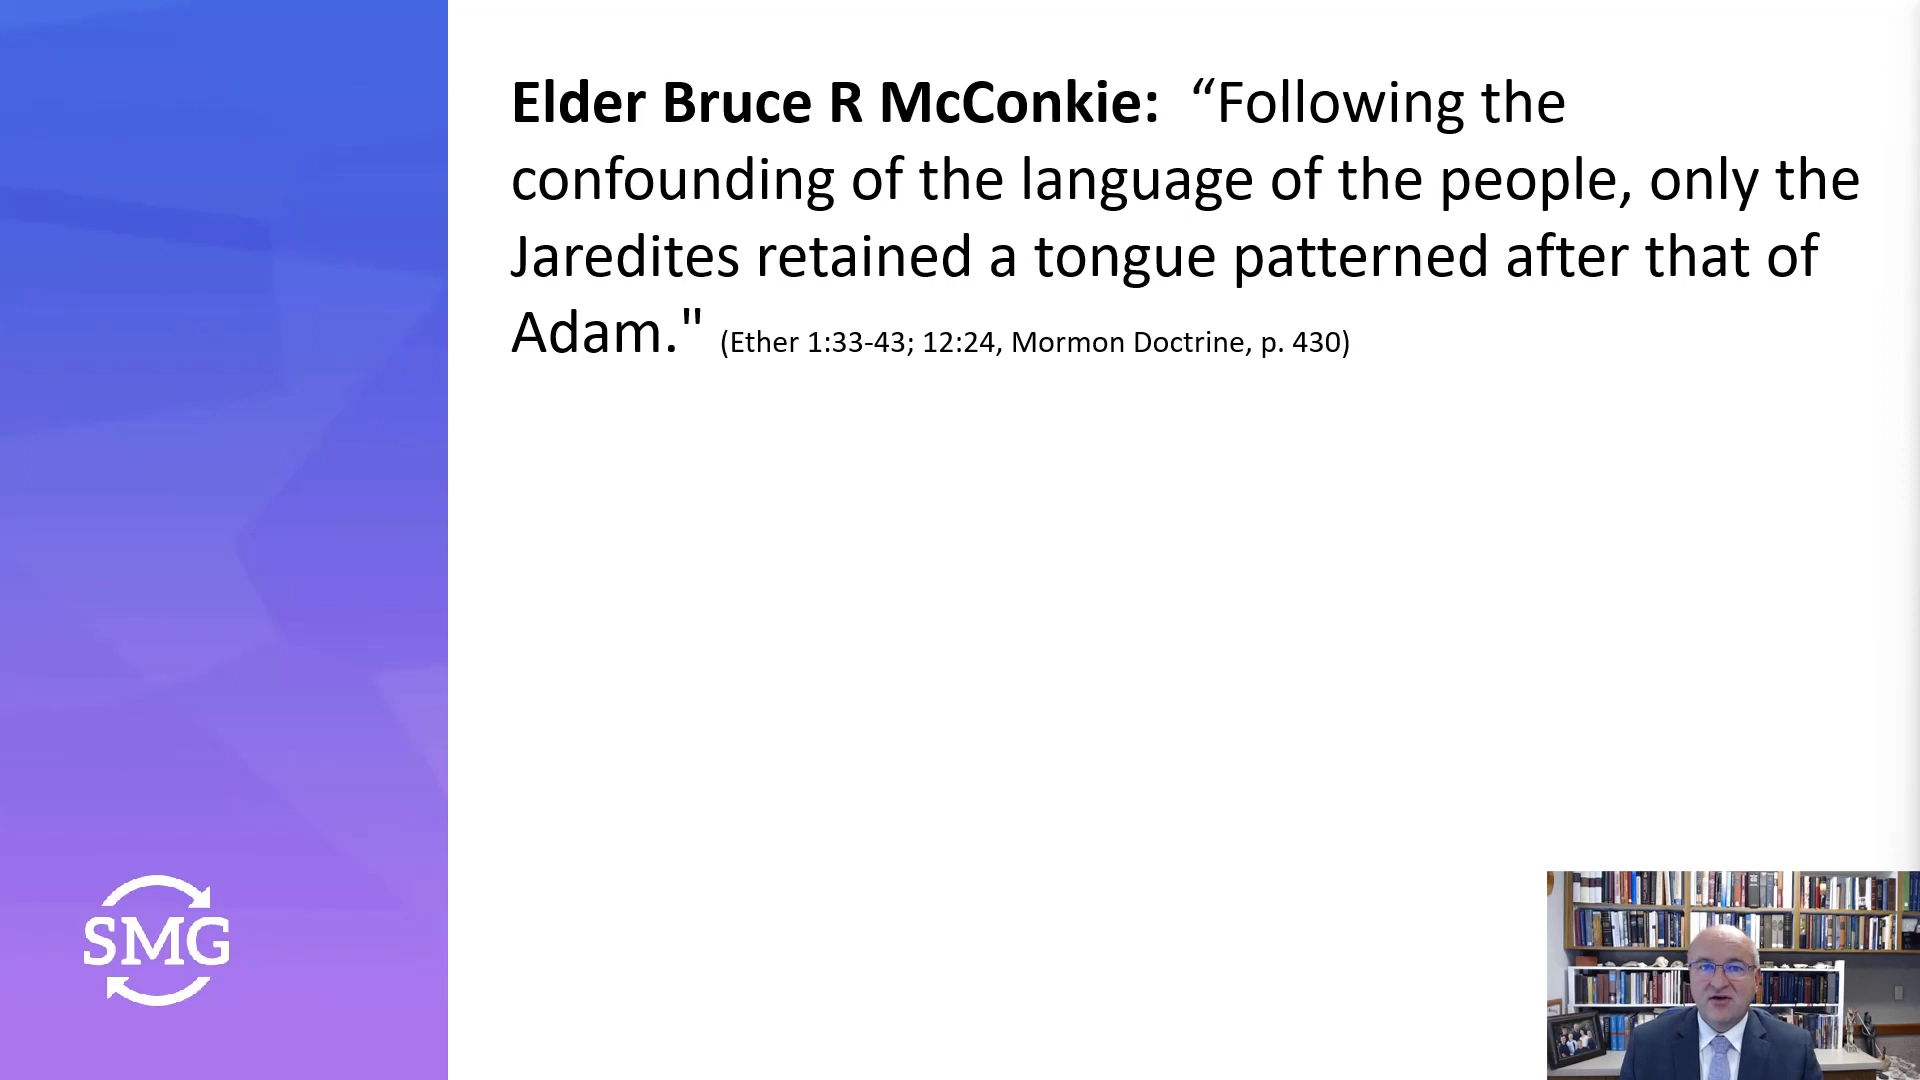 Elder Bruce R McConkie:  “Following the
confounding of the language of the people, only the
Jaredites retained a tongue patterned after that of
Adam." (Ether 1:33-43; 12:24, Mormon Doctrine, p. 430)
SMG